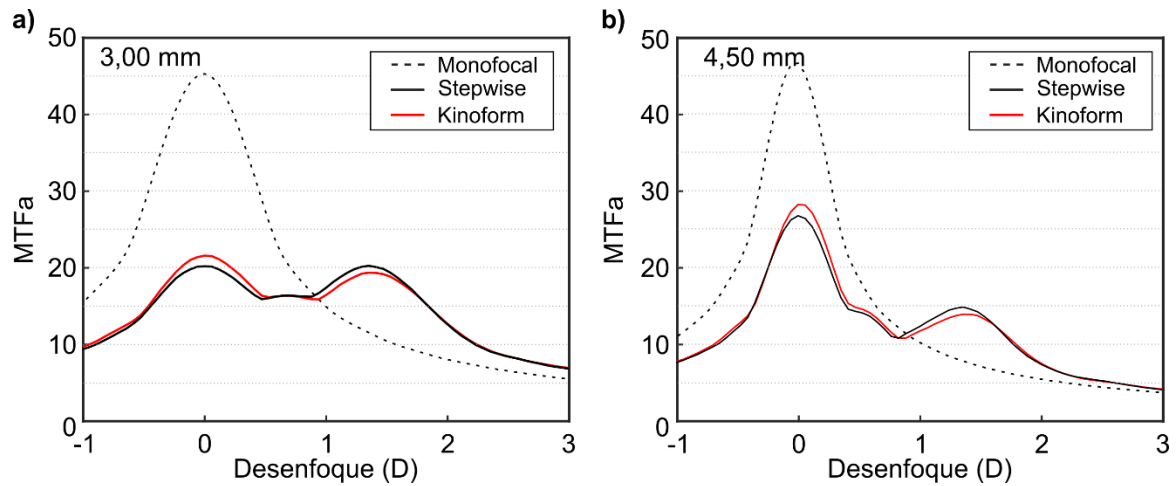 a)
3,00 mm
Monofocal
Stepwise
Kinoform
MTFa
50
40
30
20
10
0
-1
0
1
2
3
Desenfoque (D)
b)
4,50 mm
Monofocal
Stepwise
Kinoform
MTFa
50
40
30
20
10
0
-1
0
1
2
3
Desenfoque (D)